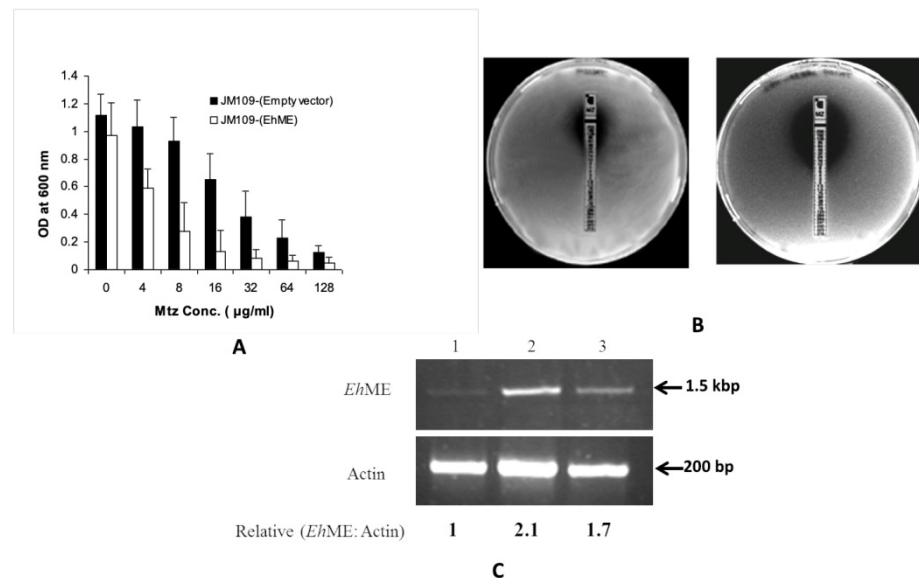 1.4
1.2
1
0.8
0.6
0.4
0.2
0
OD at 600 nm
JM109-(Empty vector)
JM109-(EhME)
0 4 8 16 32 64 128
Mtz Conc. ( µg/ml)
A
MZ
MZ
B
1 2 3
EhME
1.5 kbp
Actin
200 bp
Relative (EhME: Actin) 1 2.1 1.7
C